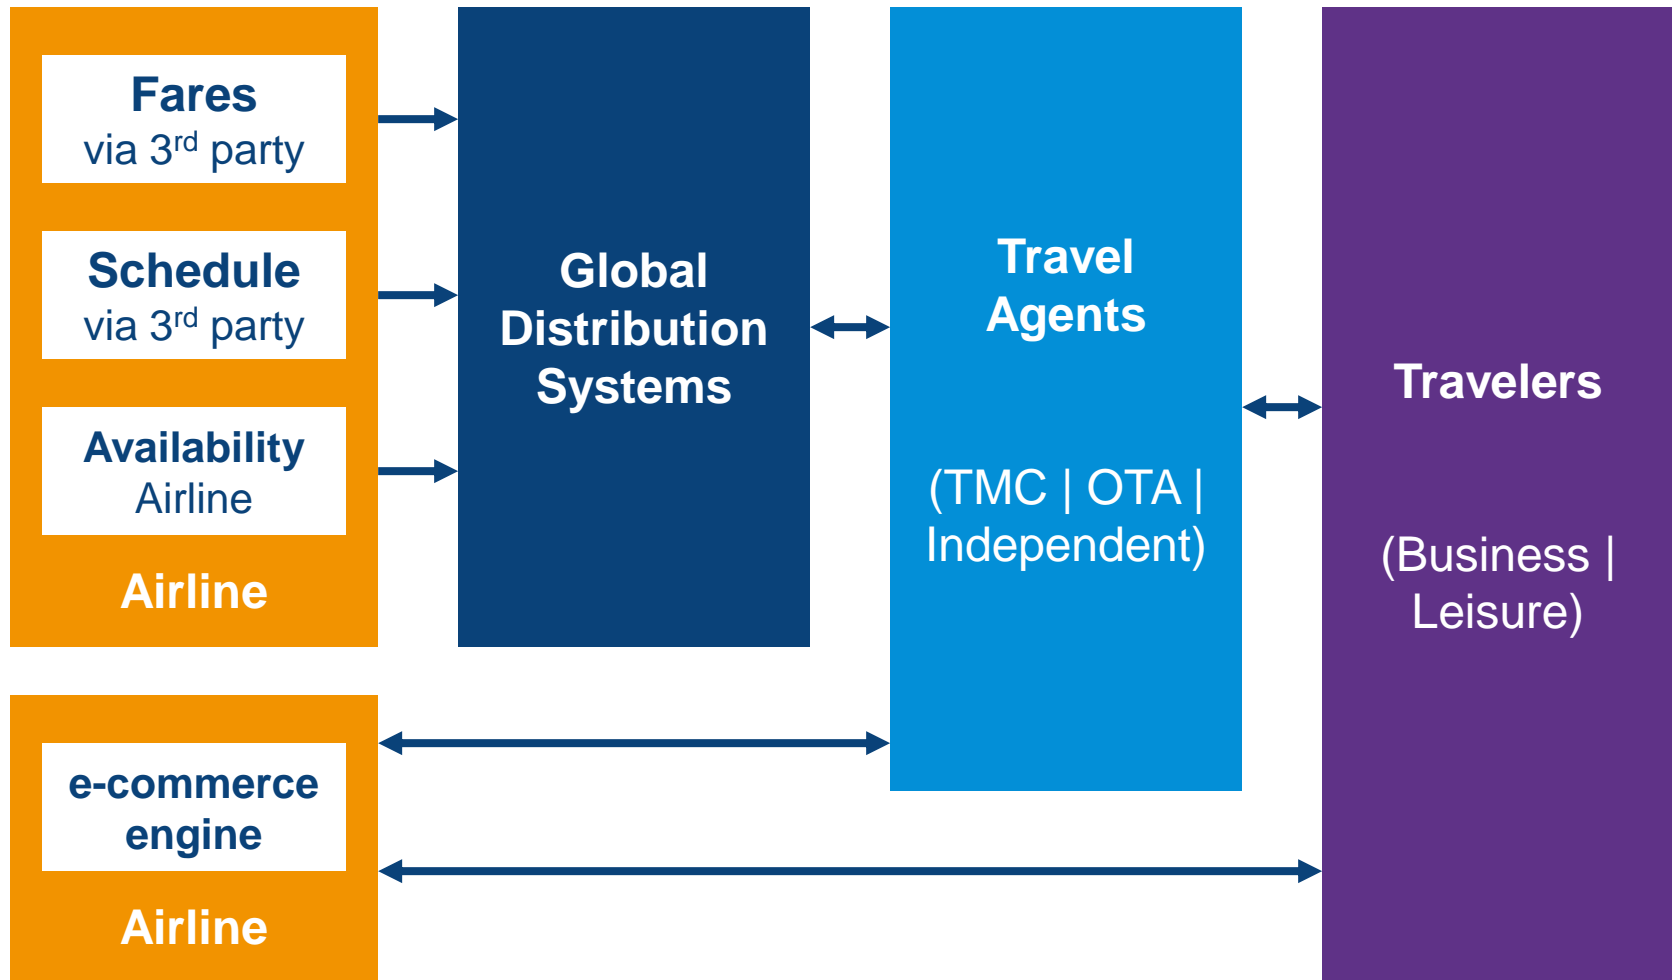 Fares
via 3rd party
Schedule
via 3rd party
Availability
Airline
Airline
Global
Distribution
Systems
Travel
Agents
(TMC | OTA |
Independent)
Travelers
(Business |
Leisure)
e-commerce
engine
Airline